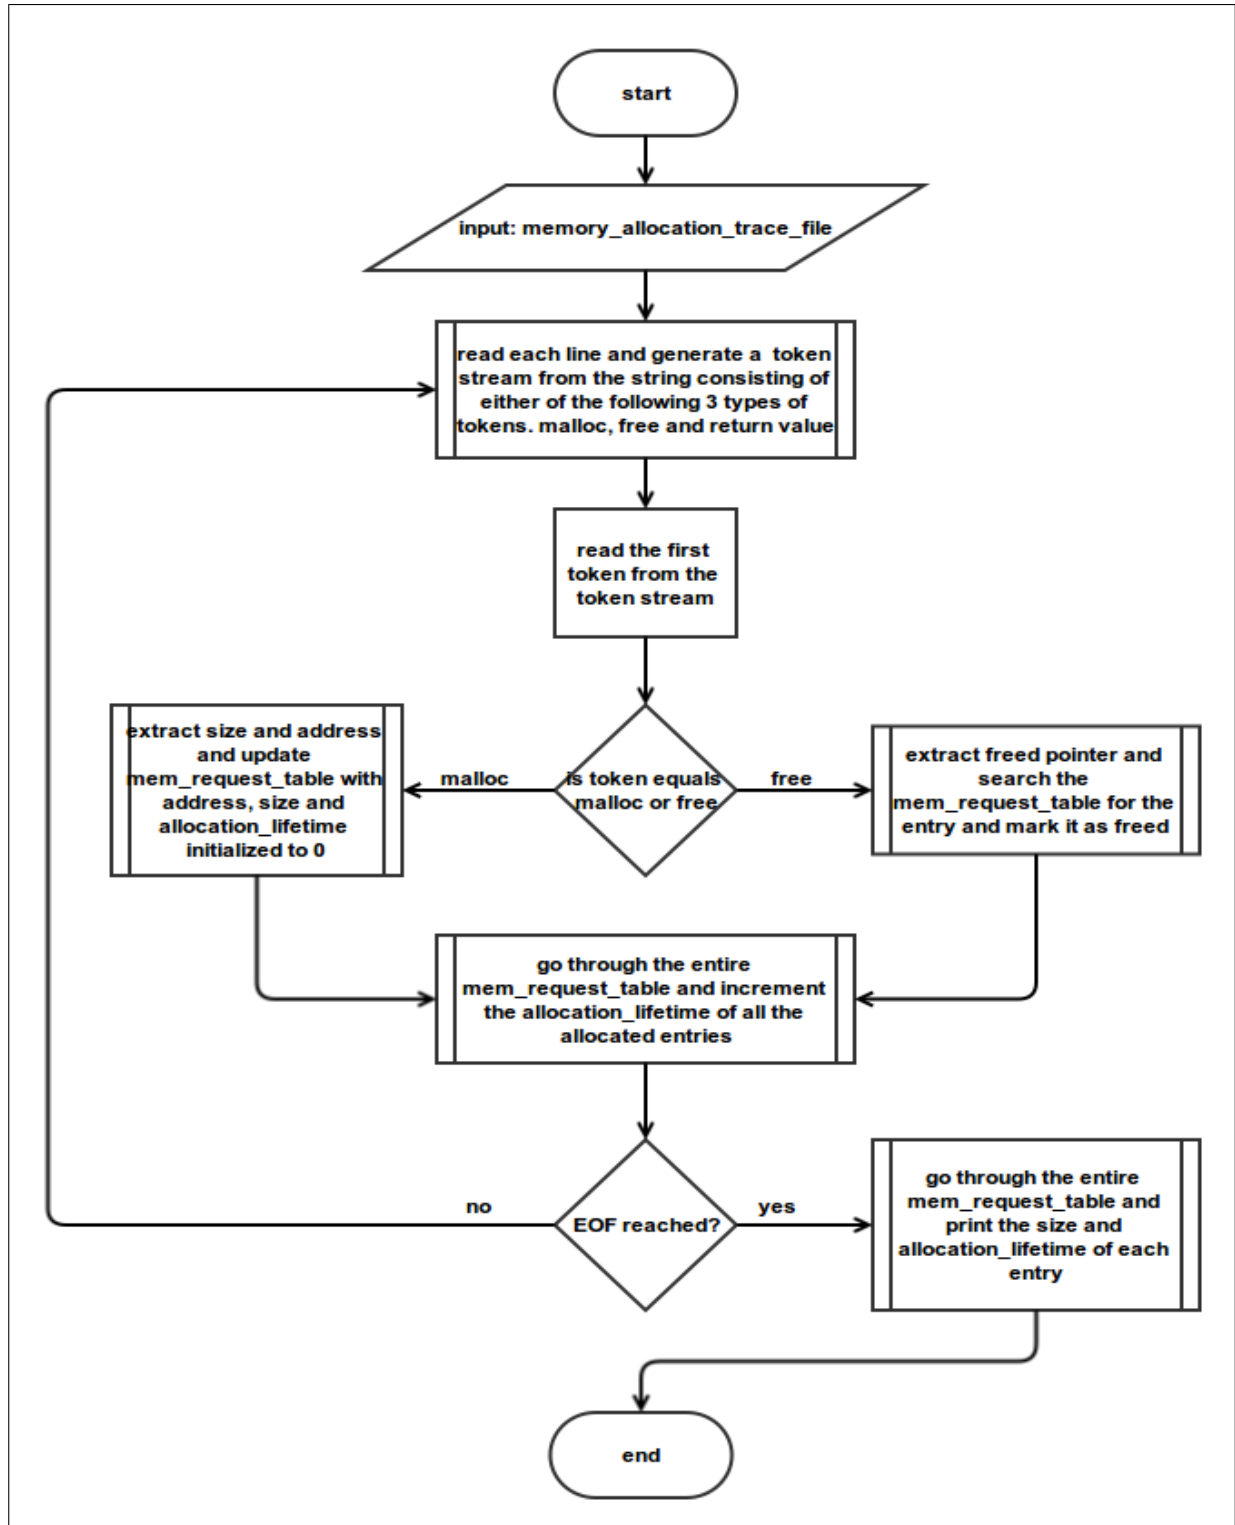 start
input: memory_allocation_trace_file
read each line and generate a token
stream from the string consisting of
either of the following 3 types of
tokens. malloc, free and return value
read the first
token from the
token stream
extract size and address
and update
mem_request_table with
address, size and
allocation_lifetime
initialized to 0
malloc
is token equals
malloc or free
free
extract freed pointer and
search the
mem_request_table for the
entry and mark it as freed
go through the entire
mem_request_table and increment
the allocation_lifetime of all the
allocated entries
no
EOF reached?
yes
go through the entire
mem_request_table and
print the size and
allocation_lifetime of each
entry
end